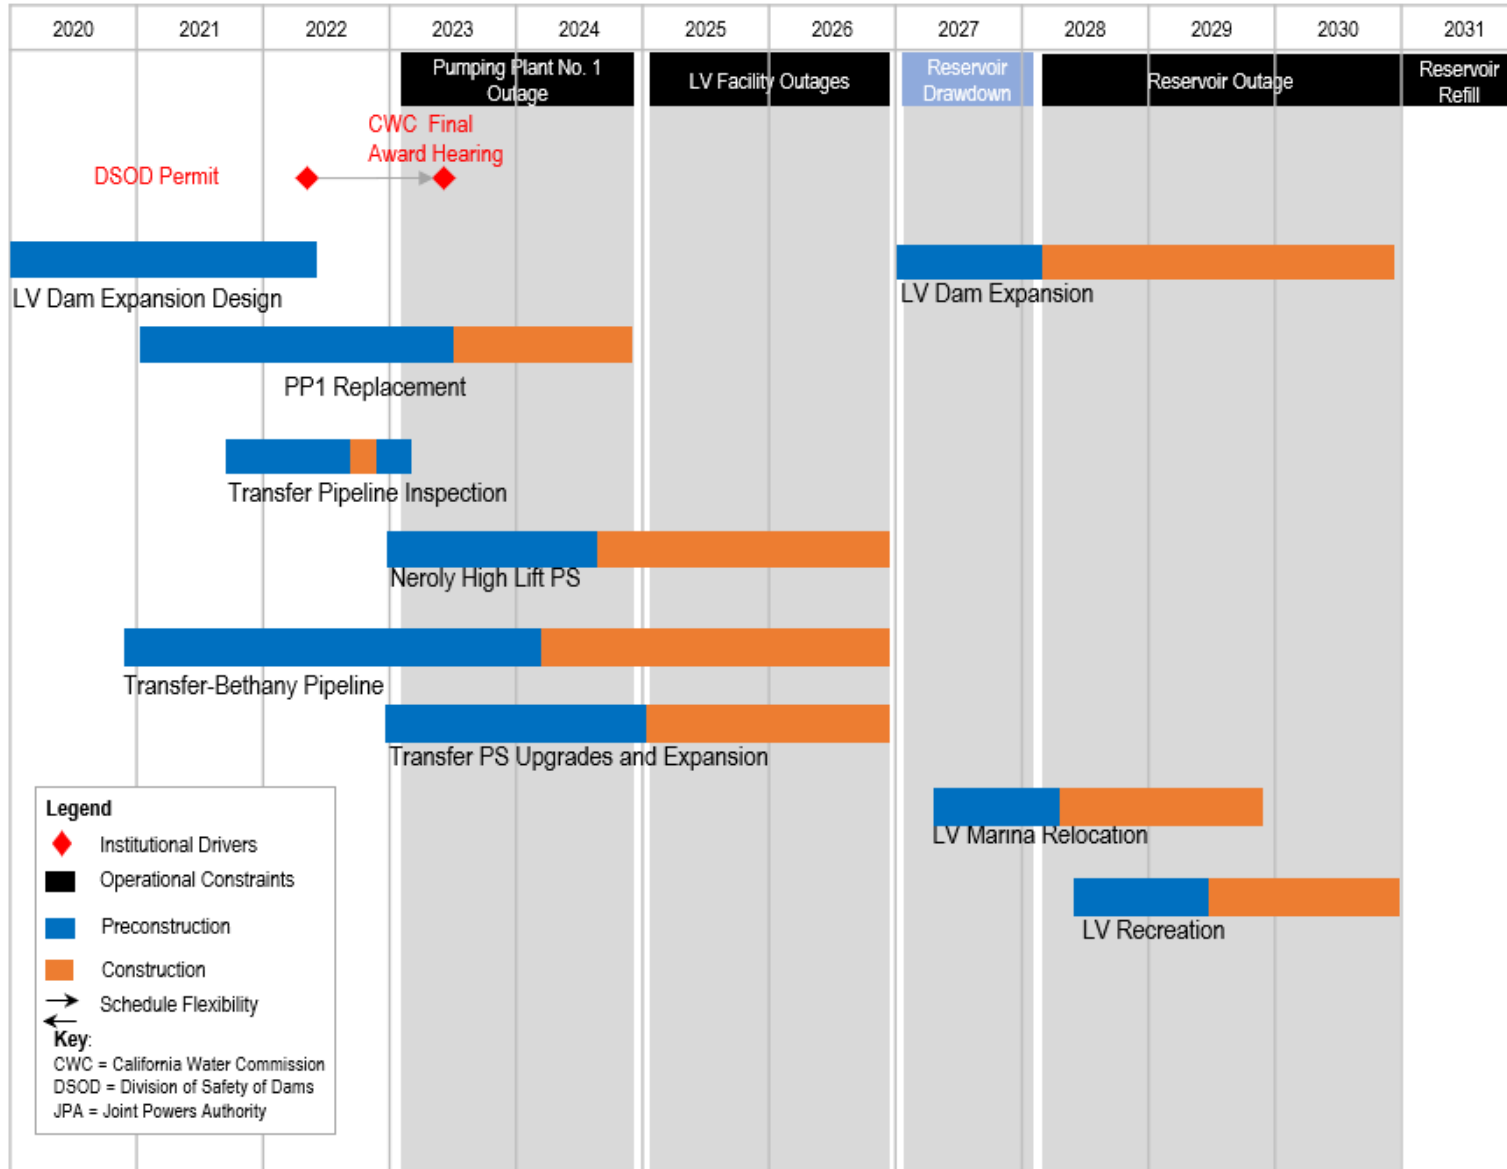 2020 2021 2022 2023 2024 2025 2026 2027 2028 2029 2030 2031
Pumping Plant No. 1
Outage
LV Facility Outages
Reservoir
Drawdown
Reservoir Outage
Reservoir
Refill
CWC Final
Award Hearing
DSOD Permit
LV Dam Expansion Design
LV Dam Expansion
PP1 Replacement
Transfer Pipeline Inspection
Neroly High Lift PS
Transfer-Bethany Pipeline
Transfer PS Upgrades and Expansion
LV Marina Relocation
LV Recreation
Legend
Institutional Drivers
Operational Constraints
Preconstruction
Construction
Schedule Flexibility
Key:
CWC = California Water Commission
DSOD = Division of Safety of Dams
JPA = Joint Powers Authority